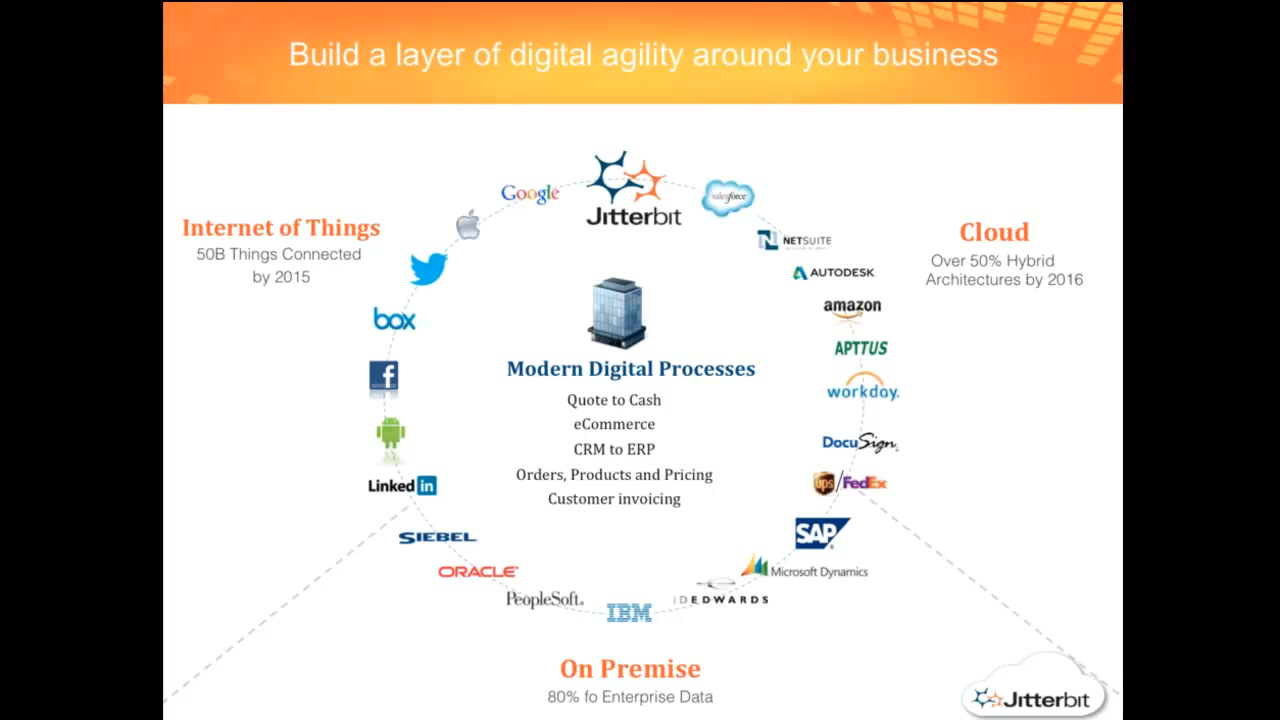 Build a layer of digital agility around your business
Google
Jitterbit
salesforce
Internet of Things
50B Things Connected
by 2015
NETSUITE
Cloud
Over 50% Hybrid
Architectures by 2016
AUTODESK
amazon
box
APTTUS
f
Modern Digital Processes
Quote to Cash
eCommerce
CRM to ERP
Orders, Products and Pricing
Customer invoicing
workday.
DocuSign
Linked in
ups/FedEx
SIEBEL
SAP
ORACLE
Microsoft Dynamics
PeopleSoft
IBM
JDEDWARDS
On Premise
80% fo Enterprise Data
Jitterbit